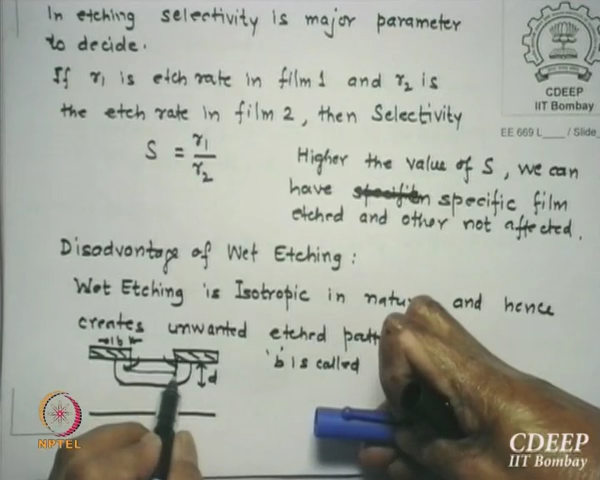 In etching selectivity is major parameter
to decide.
If r1 is etch rate in film 1 and r2 is
the etch rate in film 2, then Selectivity
S = r1/r2
Higher the value of S, we can
have specific film
etched and other not affected.
Disadvantage of Wet Etching:
Wet Etching is Isotropic in natu and hence
creates unwanted etched patt
b
'b is called
d
CDEEP
IIT Bombay
EE 669 L____ / Slide_
NPTEL
CDEEP
IIT Bombay